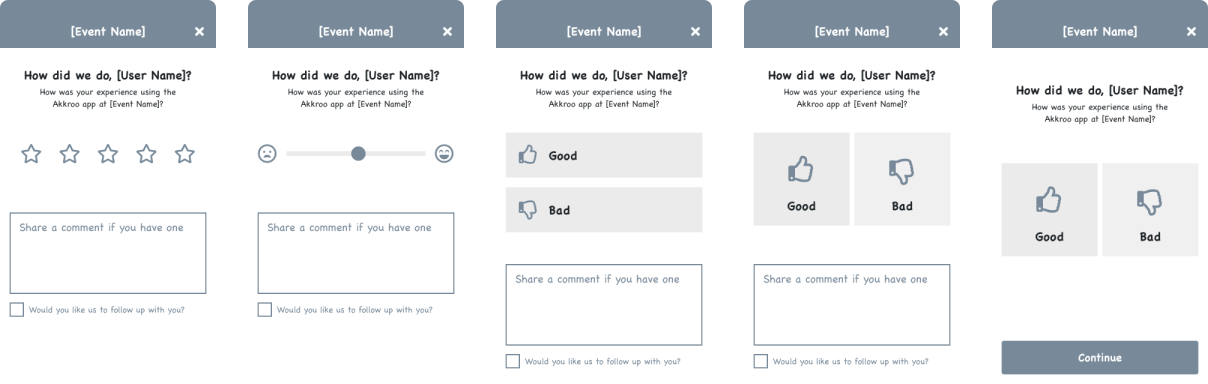 [Event Name]
How did we do, [User Name]?
How was your experience using the
Akkroo app at [Event Name]?
Share a comment if you have one
Would you like us to follow up with you?
[Event Name]
How did we do, [User Name]?
How was your experience using the
Akkroo app at [Event Name]?
Share a comment if you have one
Would you like us to follow up with you?
[Event Name]
How did we do, [User Name]?
How was your experience using the
Akkroo app at [Event Name]?
Good
Bad
Share a comment if you have one
Would you like us to follow up with you?
[Event Name]
How did we do, [User Name]?
How was your experience using the
Akkroo app at [Event Name]?
Good
Bad
Share a comment if you have one
Would you like us to follow up with you?
[Event Name]
How did we do, [User Name]?
How was your experience using the
Akkroo app at [Event Name]?
Good
Bad
Continue